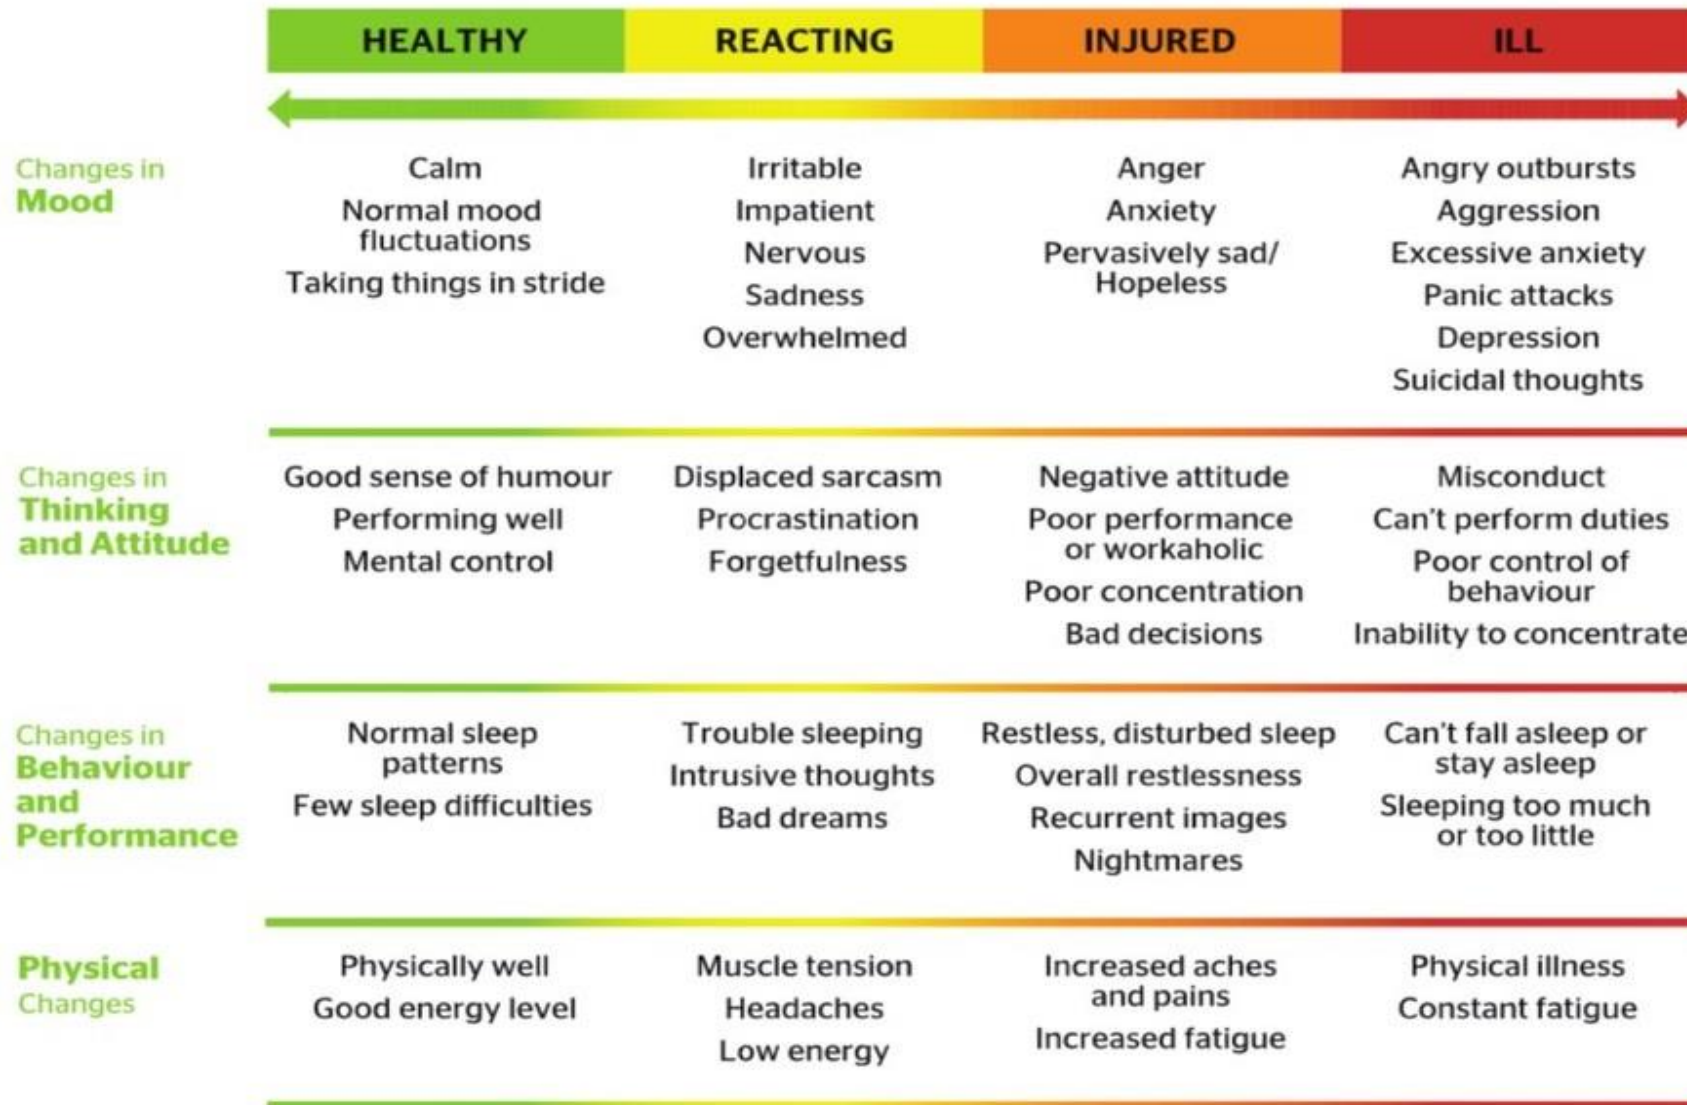 HEALTHY
REACTING
INJURED
ILL
Changes in
Mood
Calm
Normal mood
fluctuations
Taking things in stride
Irritable
Impatient
Nervous
Sadness
Overwhelmed
Anger
Anxiety
Pervasively sad/
Hopeless
Angry outbursts
Aggression
Excessive anxiety
Panic attacks
Depression
Suicidal thoughts
Changes in
Thinking
and Attitude
Good sense of humour
Performing well
Mental control
Displaced sarcasm
Procrastination
Forgetfulness
Negative attitude
Poor performance
or workaholic
Poor concentration
Bad decisions
Misconduct
Can't perform duties
Poor control of
behaviour
Inability to concentrate
Changes in
Behaviour
and
Performance
Normal sleep
patterns
Few sleep difficulties
Trouble sleeping
Intrusive thoughts
Bad dreams
Restless, disturbed sleep
Overall restlessness
Recurrent images
Nightmares
Can't fall asleep or
stay asleep
Sleeping too much
or too little
Physical
Changes
Physically well
Good energy level
Muscle tension
Headaches
Low energy
Increased aches
and pains
Increased fatigue
Physical illness
Constant fatigue